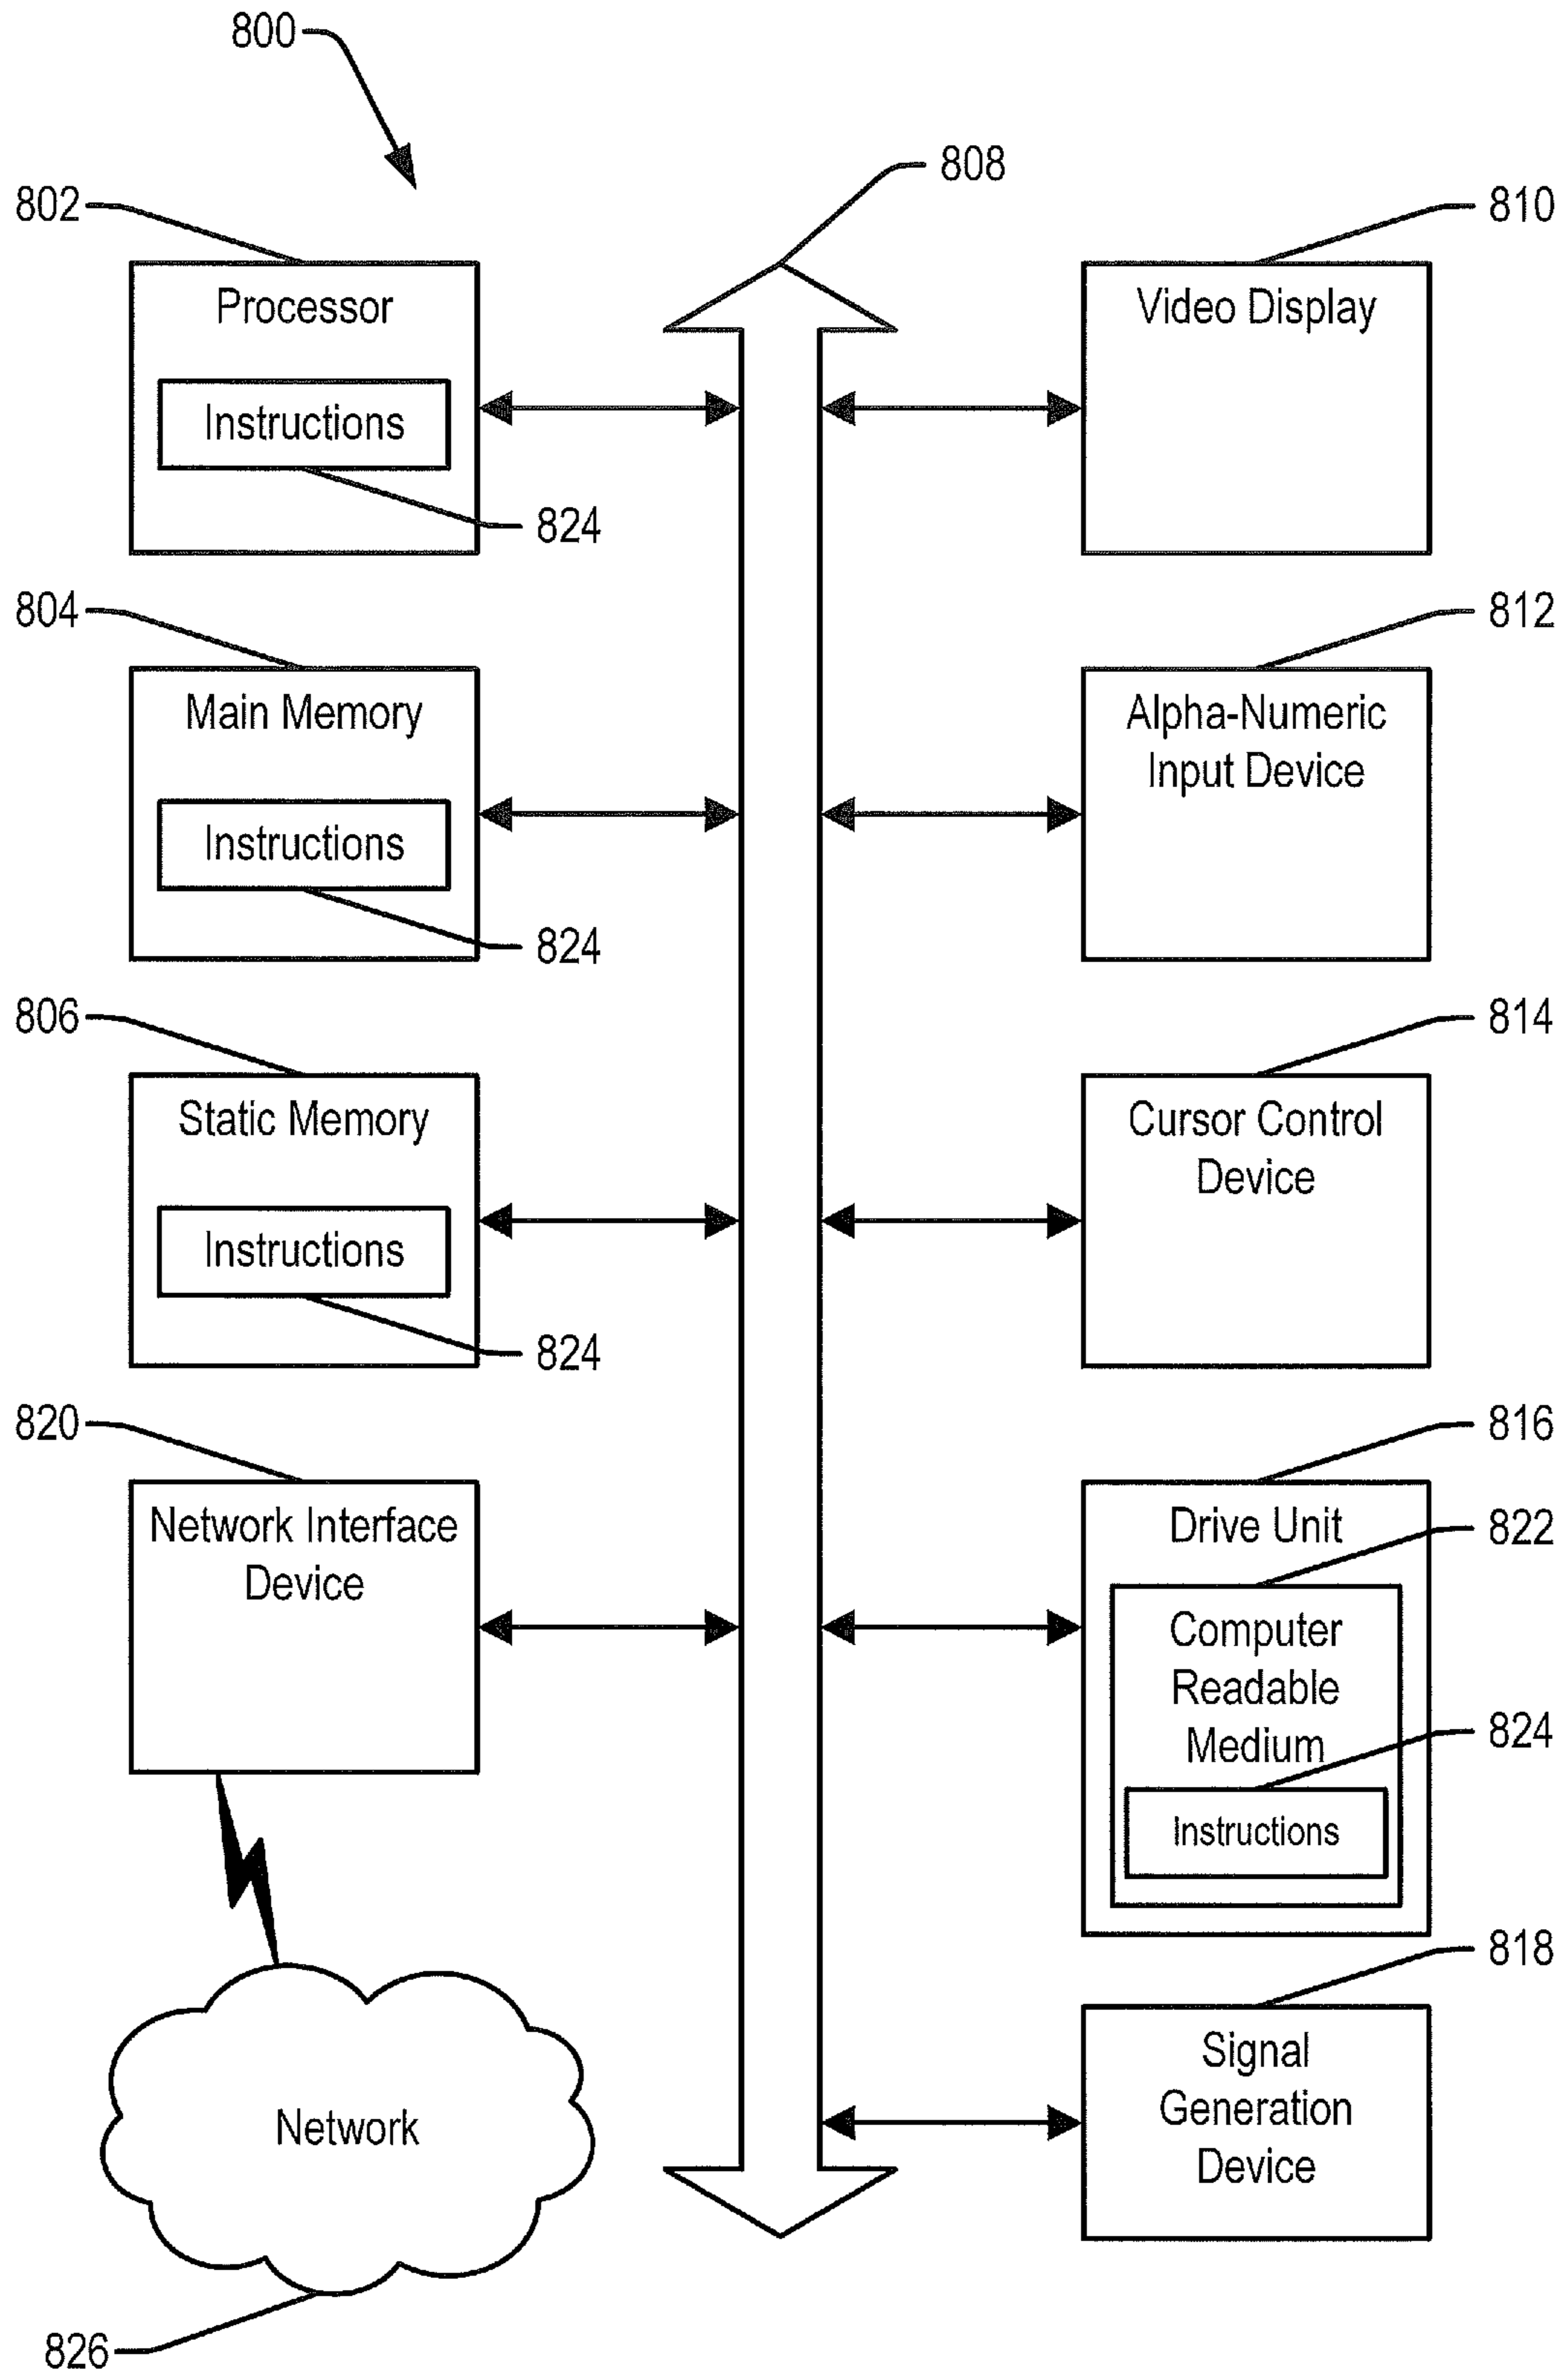 800
808
802
810
Processor
Video Display
Instructions
824
804
812
Main Memory
Alpha-Numeric
Input Device
Instructions
824
806
814
Static Memory
Cursor Control
Device
Instructions
824
820
816
Network Interface
Device
Drive Unit
822
Computer
Readable
Medium
824
Instructions
818
Signal
Generation
Device
Network
826